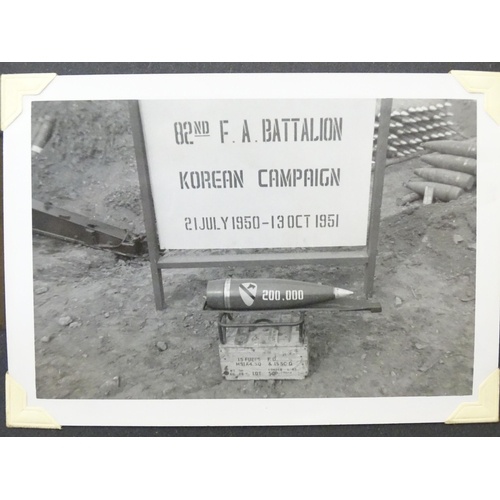 82ND F. A. BATTALION
KOREAN CAMPAIGN
21 JULY 1950-13 OCT 1951
200.000